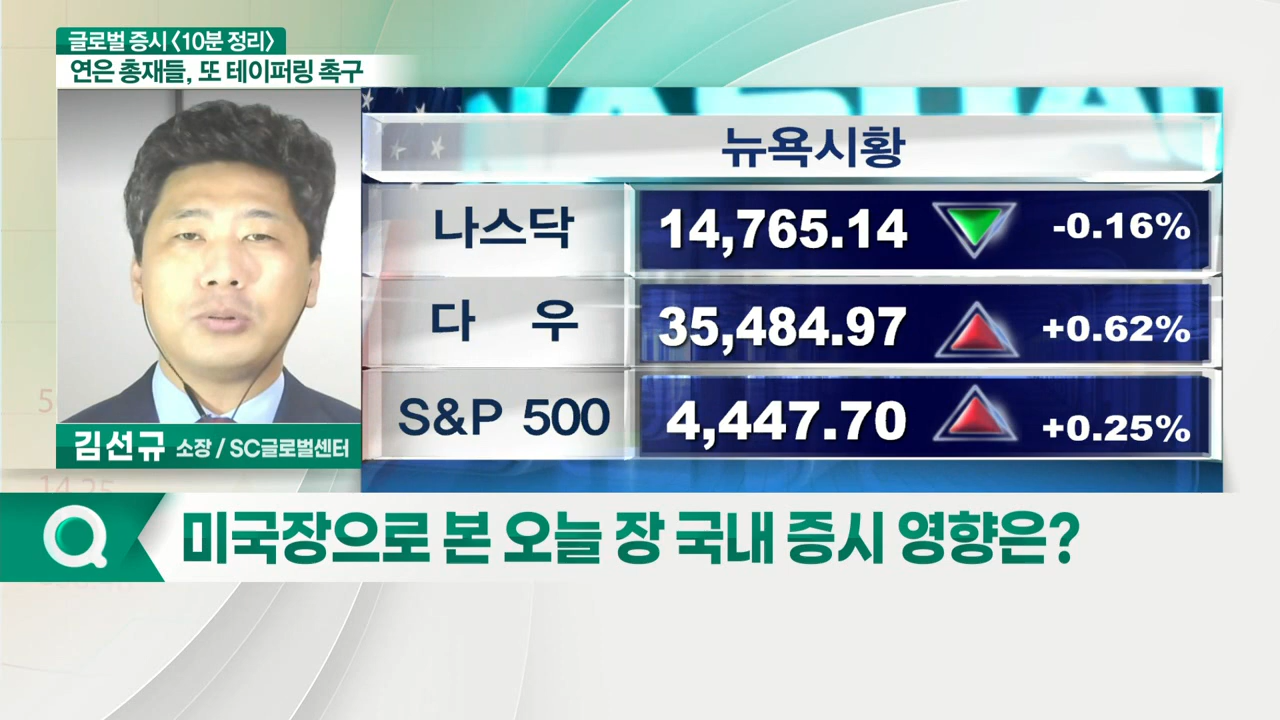 글로벌 증시 <10분 정리>
연은 총재들, 또 테이퍼링 촉구
뉴욕시황
나스닥 14,765.14 -0.16%
다 우 35,484.97 +0.62%
S&P 500 4,447.70 +0.25%
김선규 소장 / SC글로벌센터
Q 미국장으로 본 오늘 장 국내 증시 영향은?